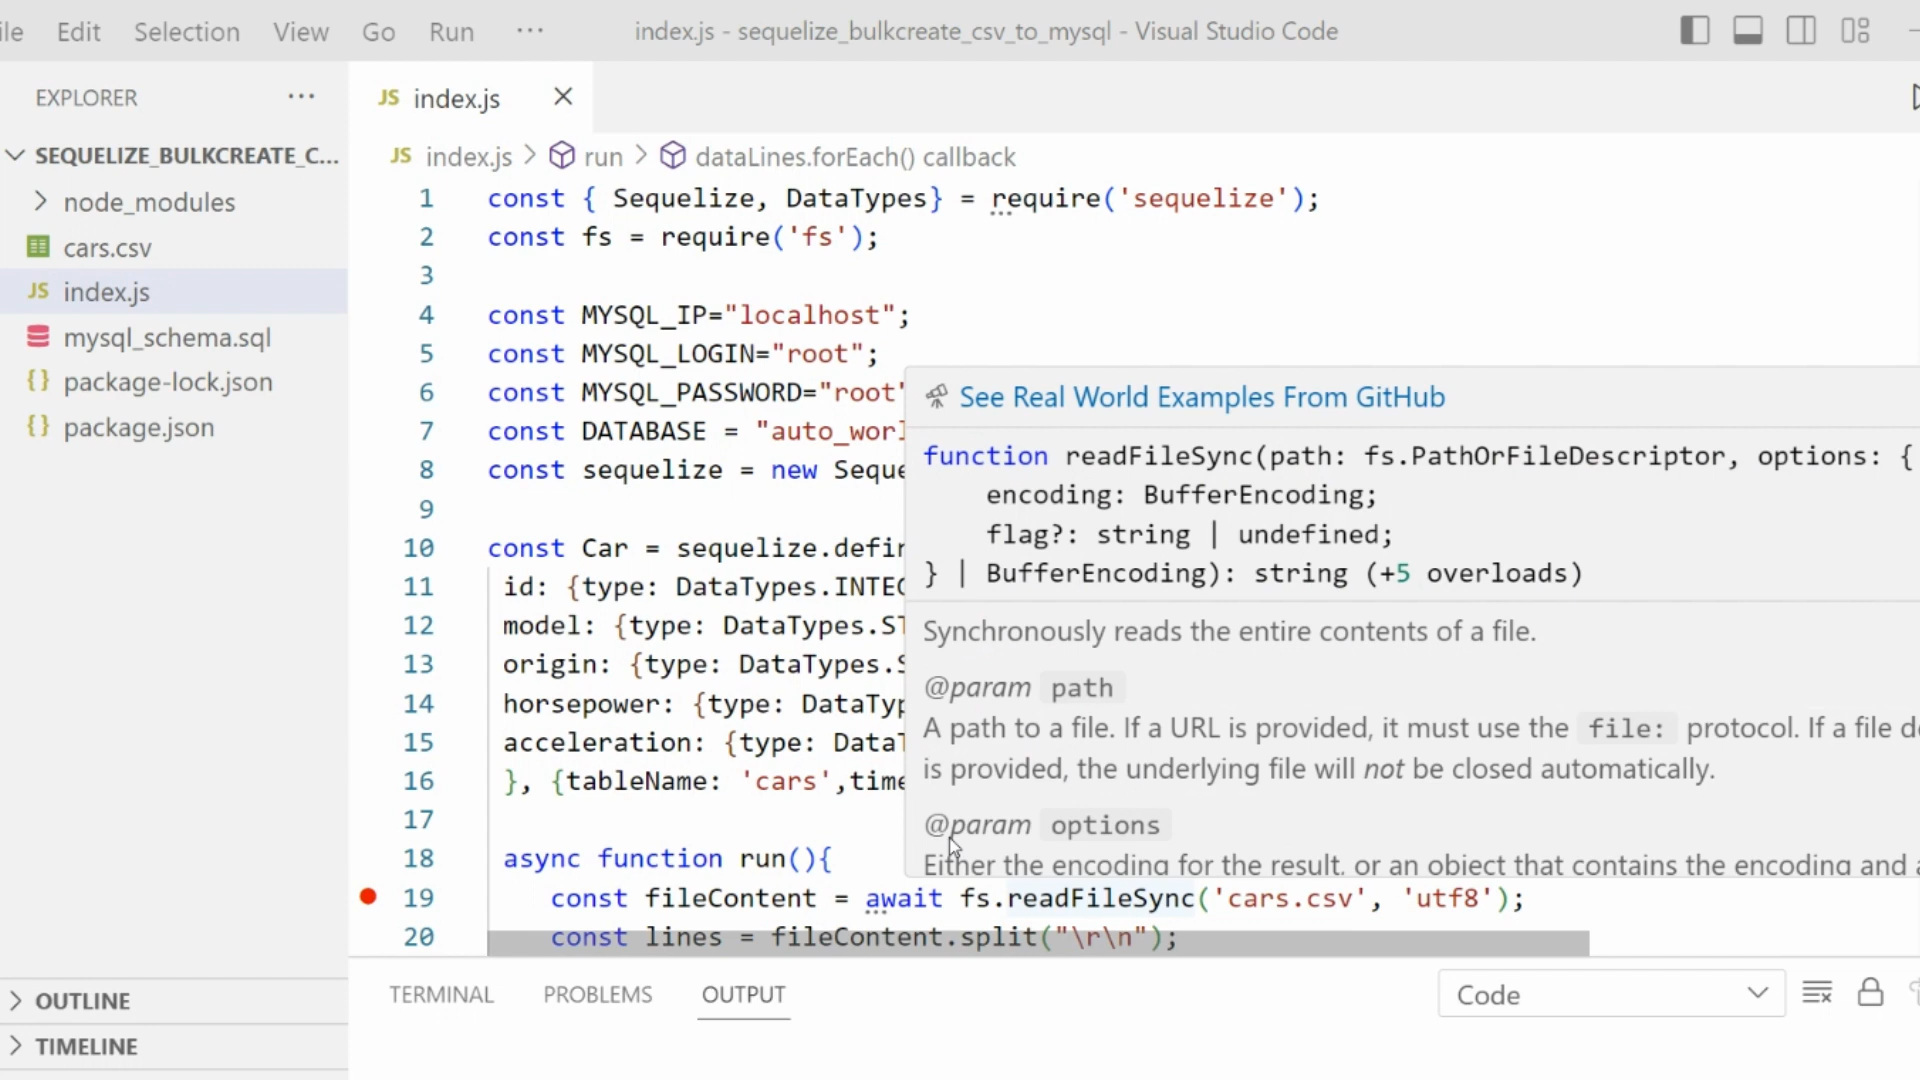 ile Edit Selection View Go Run ··· index.js - sequelize_bulkcreate_csv_to_mysql - Visual Studio Code
EXPLORER ···
JS index.js
SEQUELIZE_BULKCREATE_C...
JS index.js > run > dataLines.forEach() callback
node_modules
cars.csv
JS index.js
mysql_schema.sql
{} package-lock.json
{} package.json
1 const { Sequelize, DataTypes} = require('sequelize');
2 const fs = require('fs');
3
4 const MYSQL_IP="localhost";
5 const MYSQL_LOGIN="root";
6 const MYSQL_PASSWORD="root"
7 const DATABASE = "auto_worl
8 const sequelize = new Seque
9
10 const Car = sequelize.defin
11 id: {type: DataTypes.INTEG
12 model: {type: DataTypes.ST
13 origin: {type: DataTypes.S
14 horsepower: {type: DataTyp
15 acceleration: {type: DataT
16 }, {tableName: 'cars',time
17
18 async function run(){
19 const fileContent = await fs.readFileSync('cars.csv', 'utf8');
20 const lines = fileContent.split("\r\n");
See Real World Examples From GitHub
function readFileSync(path: fs.PathOrFileDescriptor, options: {
encoding: BufferEncoding;
flag?: string | undefined;
} | BufferEncoding): string (+5 overloads)
Synchronously reads the entire contents of a file.
@param path
A path to a file. If a URL is provided, it must use the file: protocol. If a file de
is provided, the underlying file will not be closed automatically.
@param options
Either the encoding for the result, or an object that contains the encoding and a
OUTLINE
TIMELINE
TERMINAL PROBLEMS OUTPUT
Code